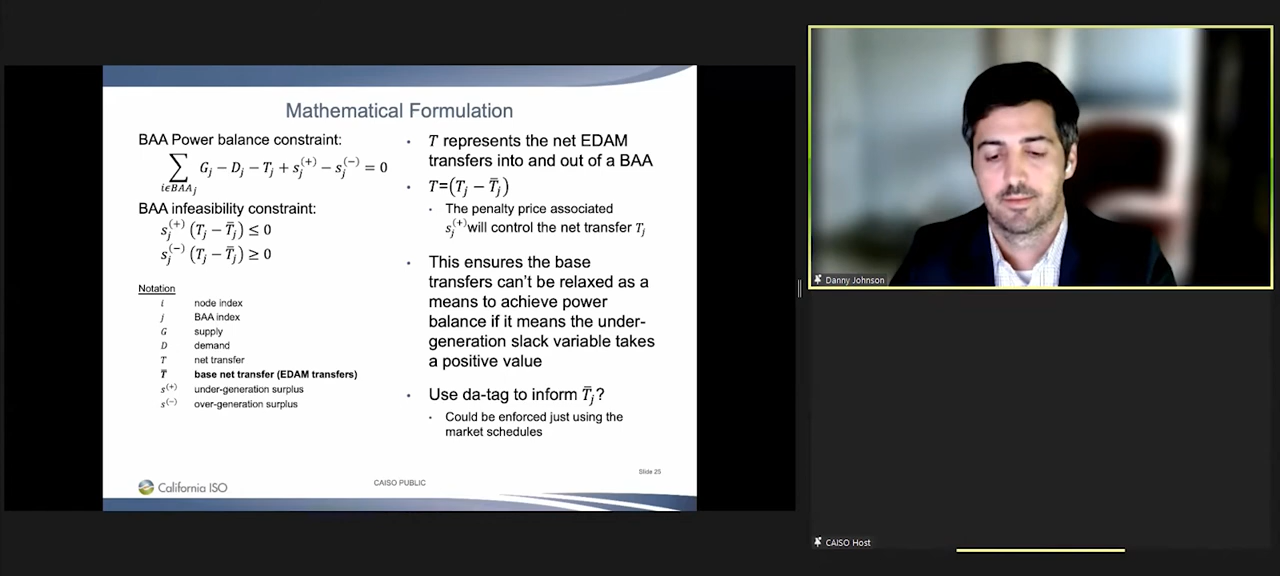 Mathematical Formulation
BAA Power balance constraint:
∑ G_j − D_j − T_j + s_j^(+) − s_j^(−) = 0
iϵBAA_j
BAA infeasibility constraint:
s_j^(+) (T_j − T̅_j) ≤ 0
s_j^(−) (T_j − T̅_j) ≥ 0
Notation
i node index
j BAA index
G supply
D demand
T net transfer
T̅ base net transfer (EDAM transfers)
s^(+) under-generation surplus
s^(−) over-generation surplus
• T represents the net EDAM
transfers into and out of a BAA
• T=(T_j − T̅_j)
• The penalty price associated
s_j^(+) will control the net transfer T_j
• This ensures the base
transfers can't be relaxed as a
means to achieve power
balance if it means the under-
generation slack variable takes
a positive value
• Use da-tag to inform T̅_j?
• Could be enforced just using the
market schedules
Slide 25
California ISO
CAISO PUBLIC
Danny Johnson
CAISO Host